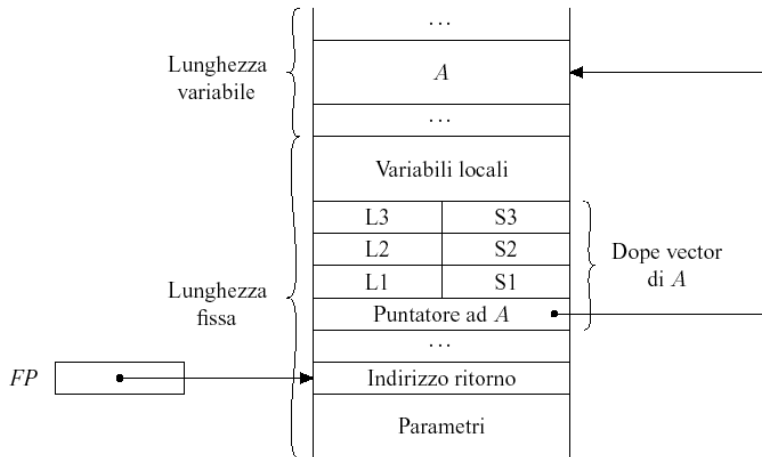 ...
Lunghezza
variabile
A
...
Variabili locali
L3 S3
L2 S2
L1 S1
Dope vector
di A
Lunghezza
fissa
Puntatore ad A
...
FP
Indirizzo ritorno
Parametri